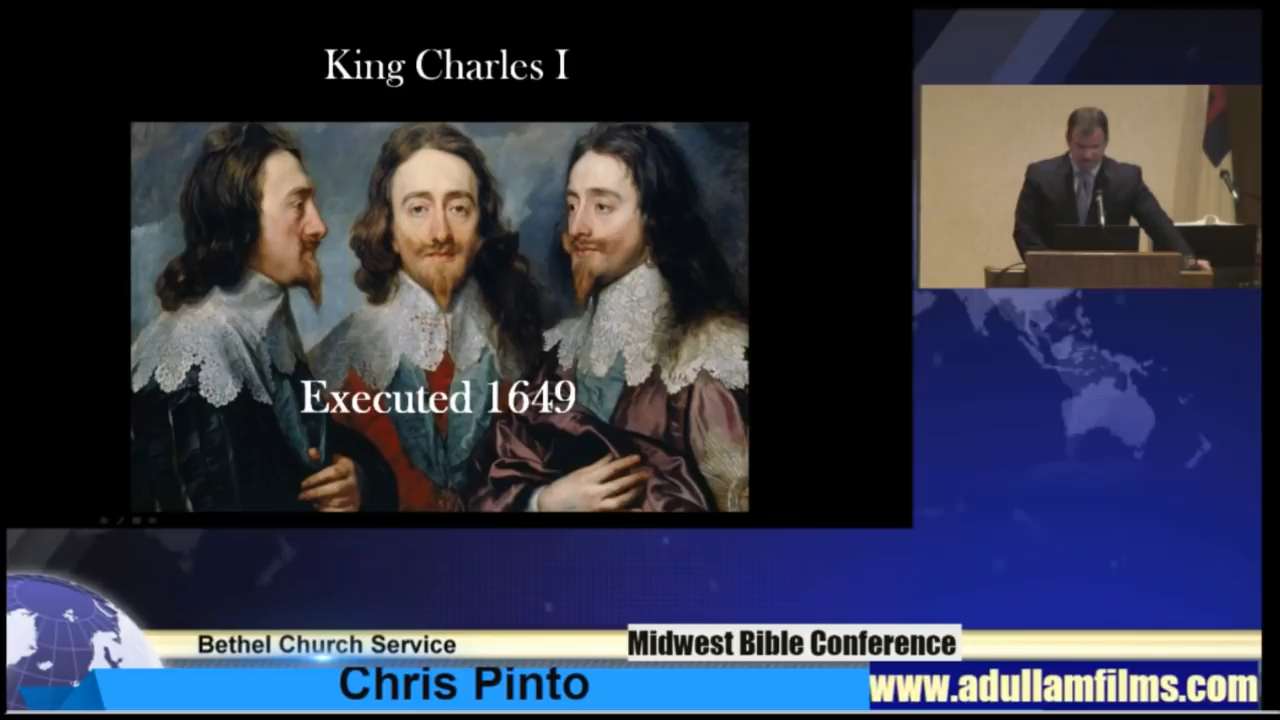 King Charles I
Executed 1649
Bethel Church Service
Midwest Bible Conference
Chris Pinto
www.adullamfilms.com